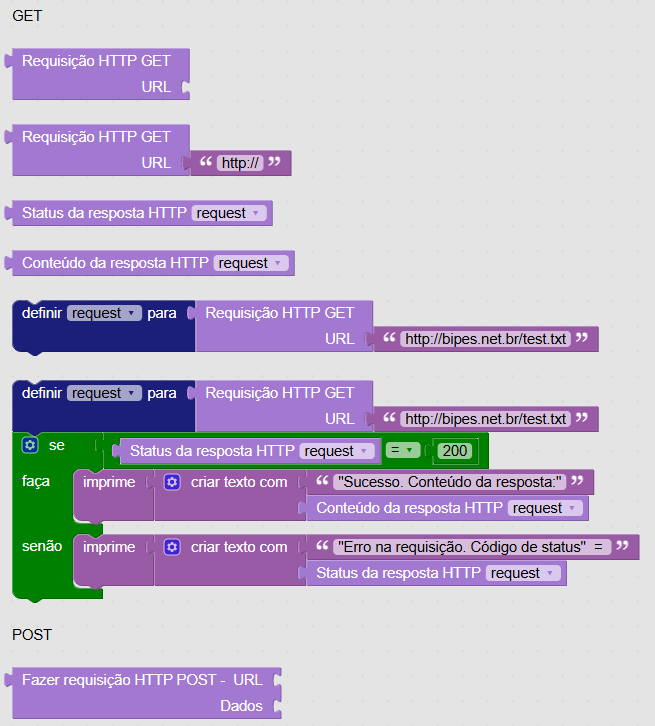 GET
Requisição HTTP GET
URL
Requisição HTTP GET
URL “ http:// ”
Status da resposta HTTP request
Conteúdo da resposta HTTP request
definir request para Requisição HTTP GET
URL “ http://bipes.net.br/test.txt ”
definir request para Requisição HTTP GET
URL “ http://bipes.net.br/test.txt ”
se Status da resposta HTTP request = 200
faça imprime criar texto com “ "Sucesso. Conteúdo da resposta:" ”
Conteúdo da resposta HTTP request
senão imprime criar texto com “ "Erro na requisição. Código de status" = ”
Status da resposta HTTP request
POST
Fazer requisição HTTP POST - URL
Dados